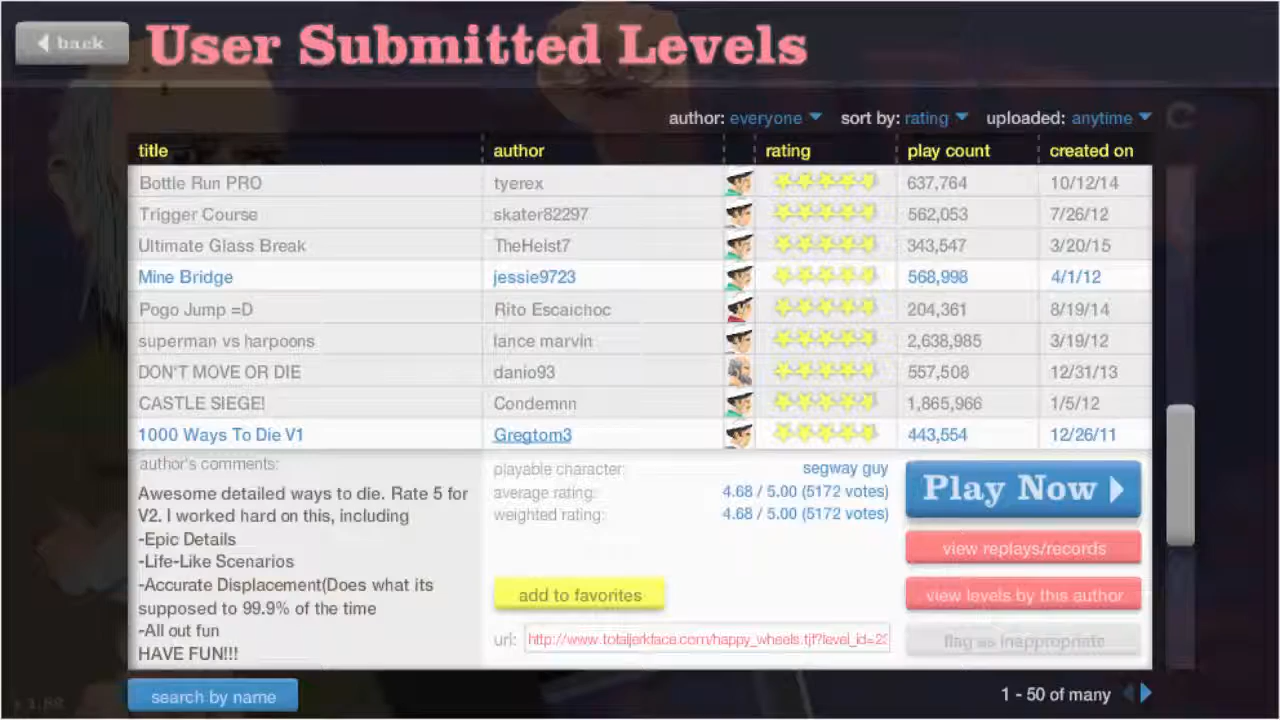 back
User Submitted Levels
author: everyone sort by: rating uploaded: anytime
title author rating play count created on
Bottle Run PRO tyerex 637,764 10/12/14
Trigger Course skater82297 562,053 7/26/12
Ultimate Glass Break TheHeist7 343,547 3/20/15
Mine Bridge jessie9723 568,998 4/1/12
Pogo Jump =D Rito Escaichoc 204,361 8/19/14
superman vs harpoons lance marvin 2,638,985 3/19/12
DON'T MOVE OR DIE danio93 557,508 12/31/13
CASTLE SIEGE! Condemnn 1,865,966 1/5/12
1000 Ways To Die V1 Gregtom3 443,554 12/26/11
author's comments:
Awesome detailed ways to die. Rate 5 for
V2. I worked hard on this, including
-Epic Details
-Life-Like Scenarios
-Accurate Displacement(Does what its
supposed to 99.9% of the time
-All out fun
HAVE FUN!!!
playable character: segway guy
average rating: 4.68 / 5.00 (5172 votes)
weighted rating: 4.68 / 5.00 (5172 votes)
add to favorites
url: http://www.totaljerkface.com/happy_wheels.tjf?level_id=2
Play Now
view replays/records
view levels by this author
flag as inappropriate
search by name
1 - 50 of many